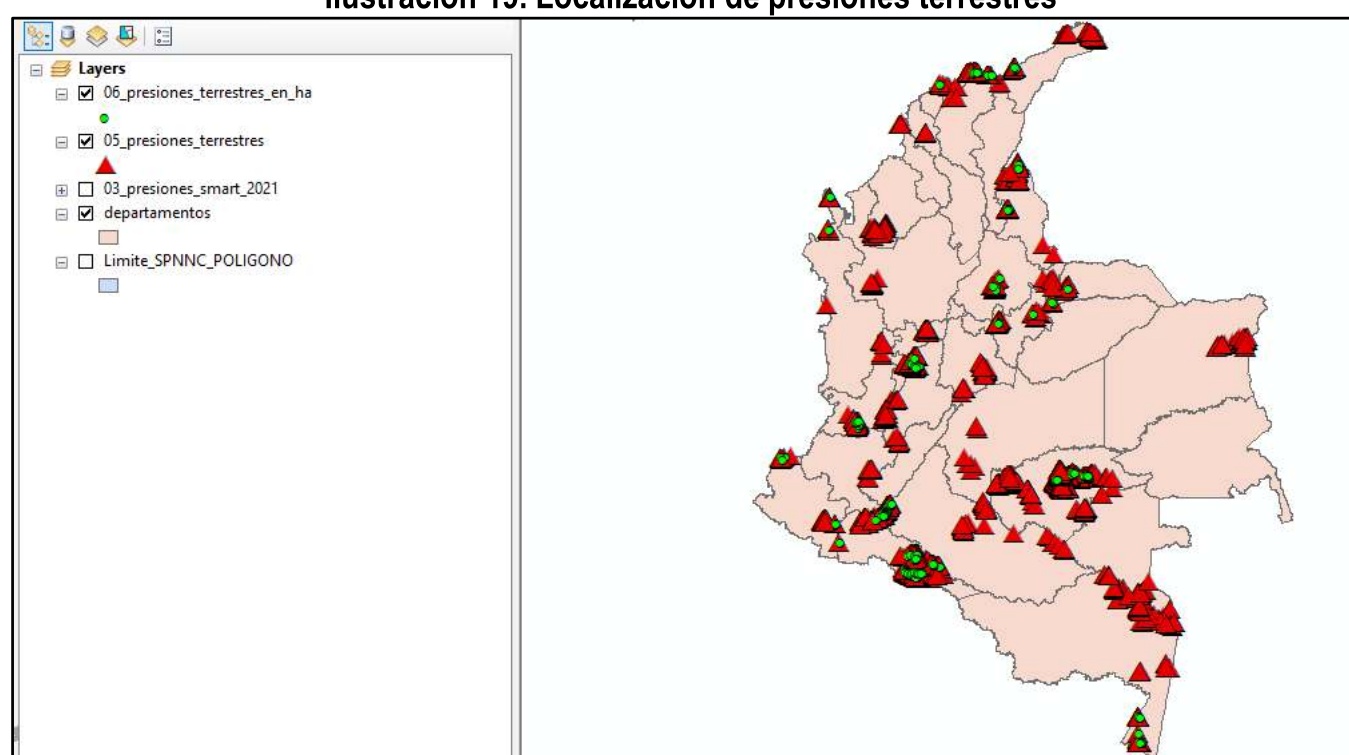 Ilustración 19. Localización de presiones terrestres
Layers
06_presiones_terrestres_en_ha
05_presiones_terrestres
03_presiones_smart_2021
departamentos
Limite_SPNNC_POLIGONO